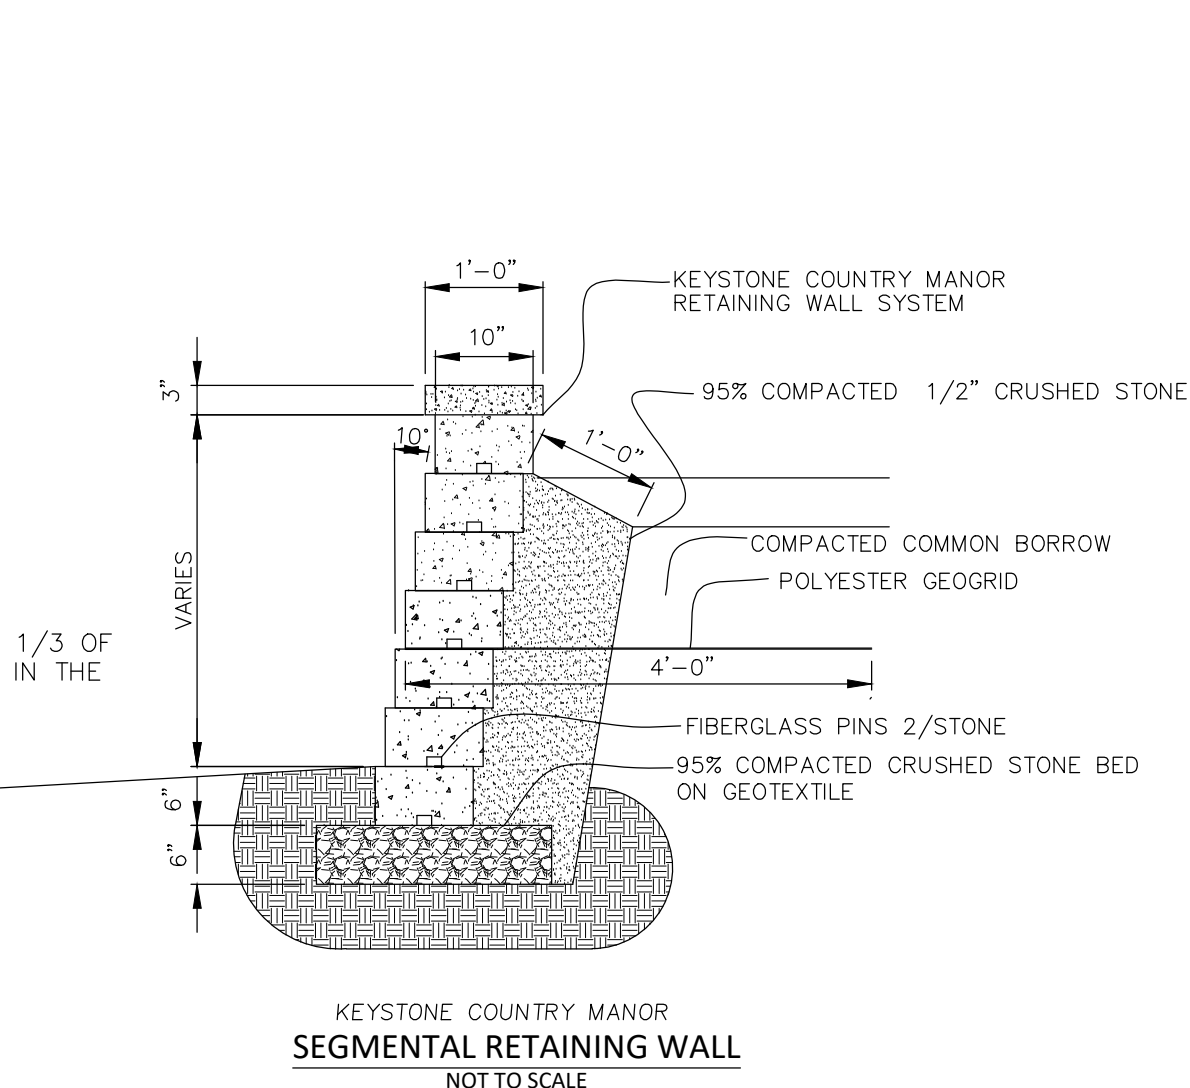 1'-0"
KEYSTONE COUNTRY MANOR
RETAINING WALL SYSTEM
10"
3"
95% COMPACTED 1/2" CRUSHED STONE
10°
1'-0"
COMPACTED COMMON BORROW
POLYESTER GEOGRID
VARIES
1/3 OF
IN THE
4'-0"
FIBERGLASS PINS 2/STONE
95% COMPACTED CRUSHED STONE BED
ON GEOTEXTILE
6"
6"
KEYSTONE COUNTRY MANOR
SEGMENTAL RETAINING WALL
NOT TO SCALE